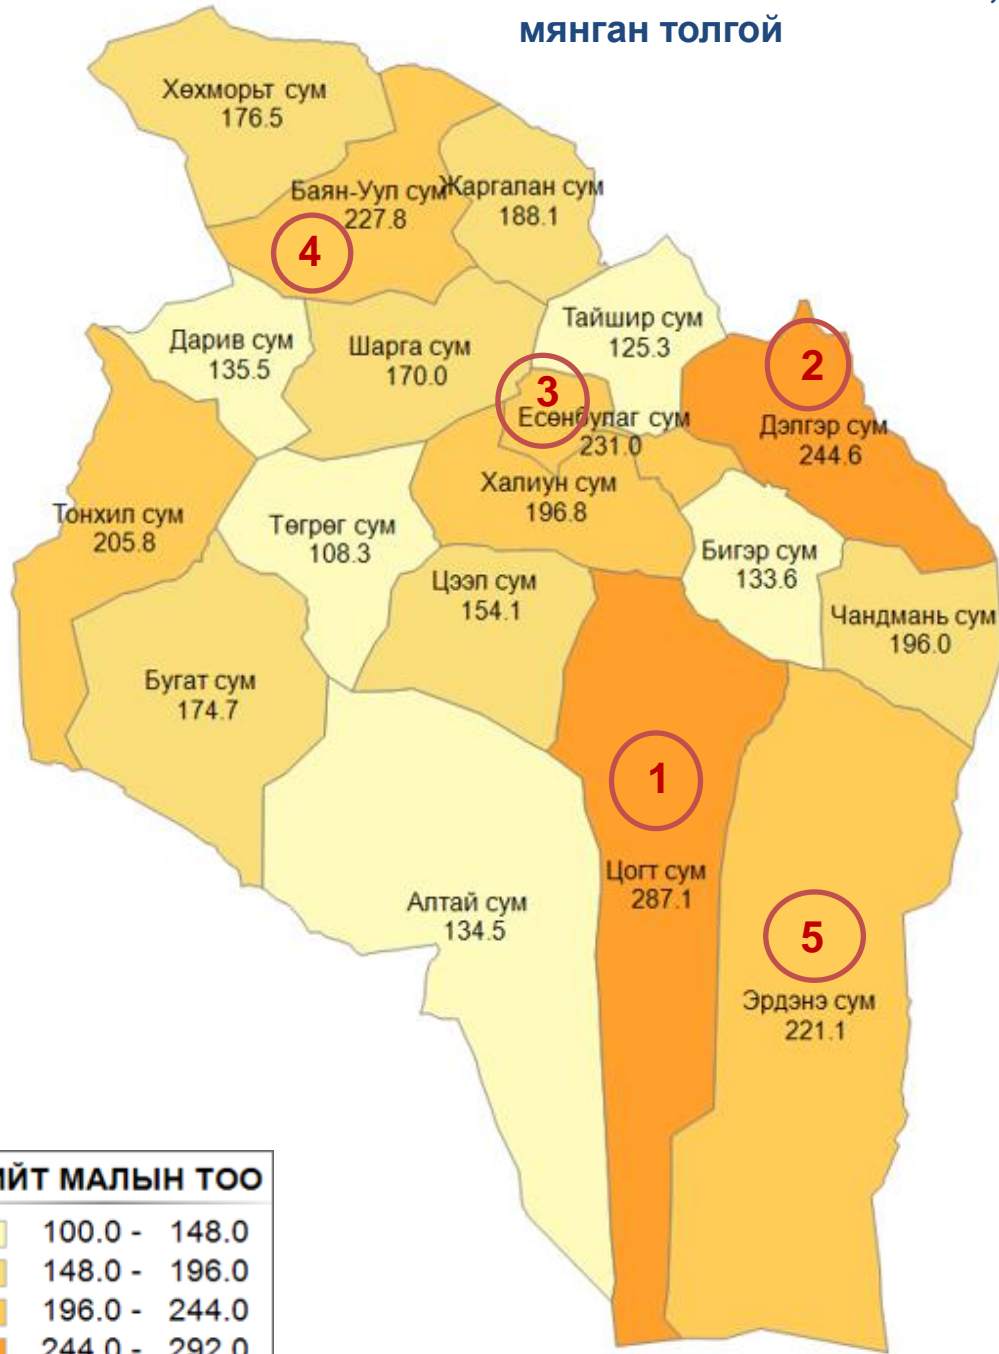 мянган толгой
Хөхморьт сум
176.5
Баян-Уул сум
227.8
Жаргалан сум
188.1
4
Тайшир сум
125.3
Дарив сум
135.5
Шарга сум
170.0
2
3
Есөнбулаг сум
231.0
Дэлгэр сум
244.6
Халиун сум
196.8
Тонхил сум
205.8
Төгрөг сум
108.3
Бигэр сум
133.6
Цээл сум
154.1
Чандмань сум
196.0
Бугат сум
174.7
1
Цогт сум
287.1
Алтай сум
134.5
5
Эрдэнэ сум
221.1
МАЛЫН ТОО
100.0 - 148.0
148.0 - 196.0
196.0 - 244.0
244.0 - 292.0